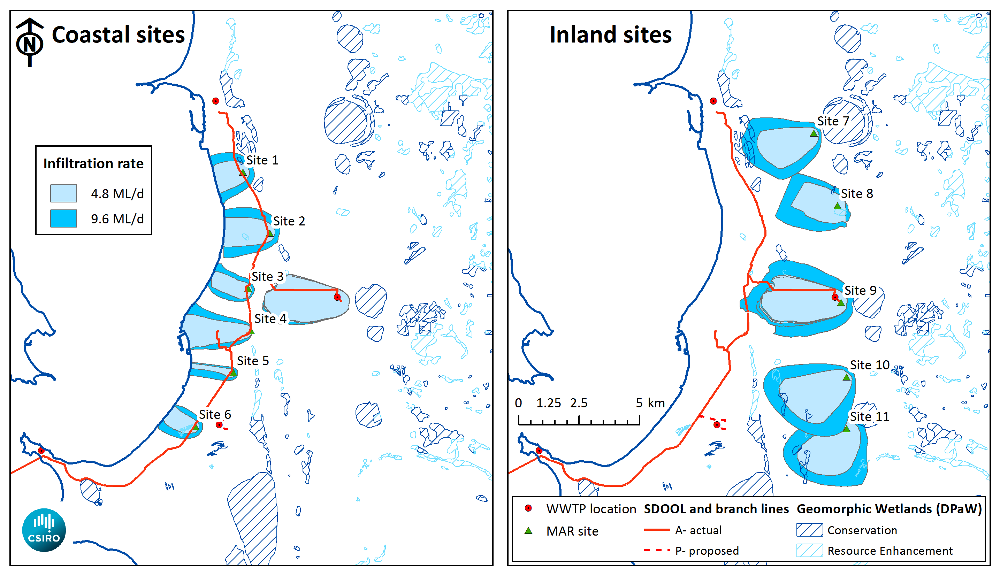 N
Coastal sites
Infiltration rate
4.8 ML/d
9.6 ML/d
Site 1
Site 2
Site 3
Site 4
Site 5
Site 6
CSIRO
Inland sites
Site 7
Site 8
Site 9
Site 10
Site 11
0 1.25 2.5 5 km
WWTP location
MAR site
SDOOL and branch lines
A- actual
P- proposed
Geomorphic Wetlands (DPaW)
Conservation
Resource Enhancement